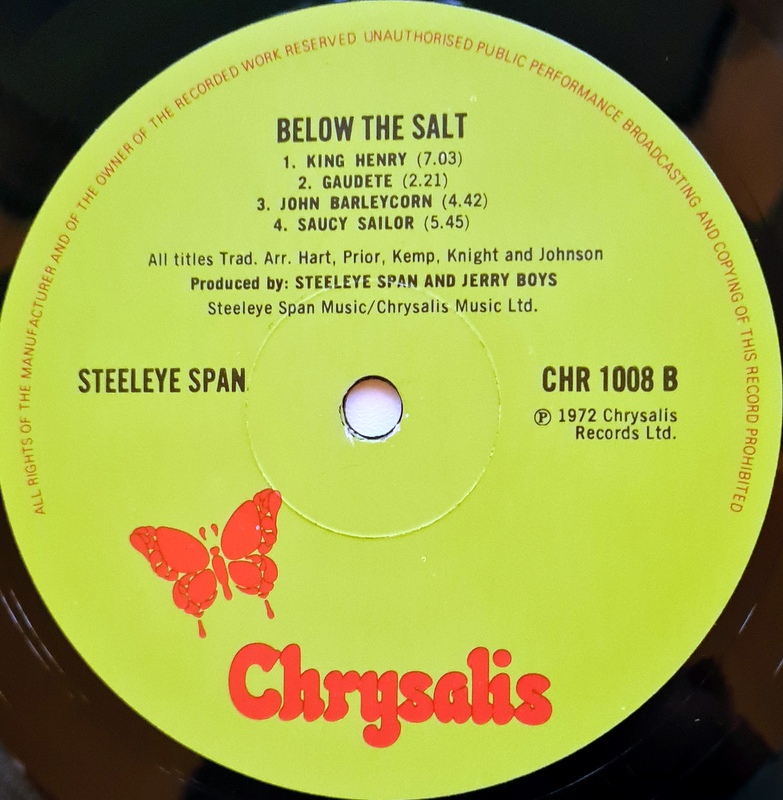 ALL RIGHTS OF THE MANUFACTURER AND OF THE OWNER OF THE RECORDED WORK RESERVED UNAUTHORISED PUBLIC PERFORMANCE BROADCASTING AND COPYING OF THIS RECORD PROHIBITED
BELOW THE SALT
1. KING HENRY (7.03)
2. GAUDETE (2.21)
3. JOHN BARLEYCORN (4.42)
4. SAUCY SAILOR (5.45)
All titles Trad. Arr. Hart, Prior, Kemp, Knight and Johnson
Produced by: STEELEYE SPAN AND JERRY BOYS
Steeleye Span Music/Chrysalis Music Ltd.
STEELEYE SPAN
CHR 1008 B
℗ 1972 Chrysalis
Records Ltd.
Chrysalis